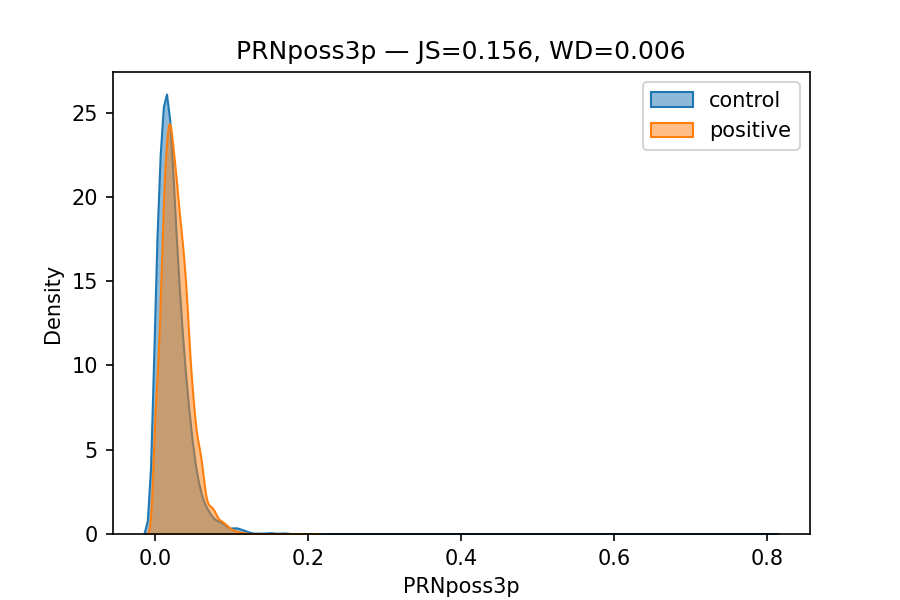 PRNposs3p — JS=0.156, WD=0.006
control
positive
Density
25
20
15
10
5
0
0.0 0.2 0.4 0.6 0.8
PRNposs3p